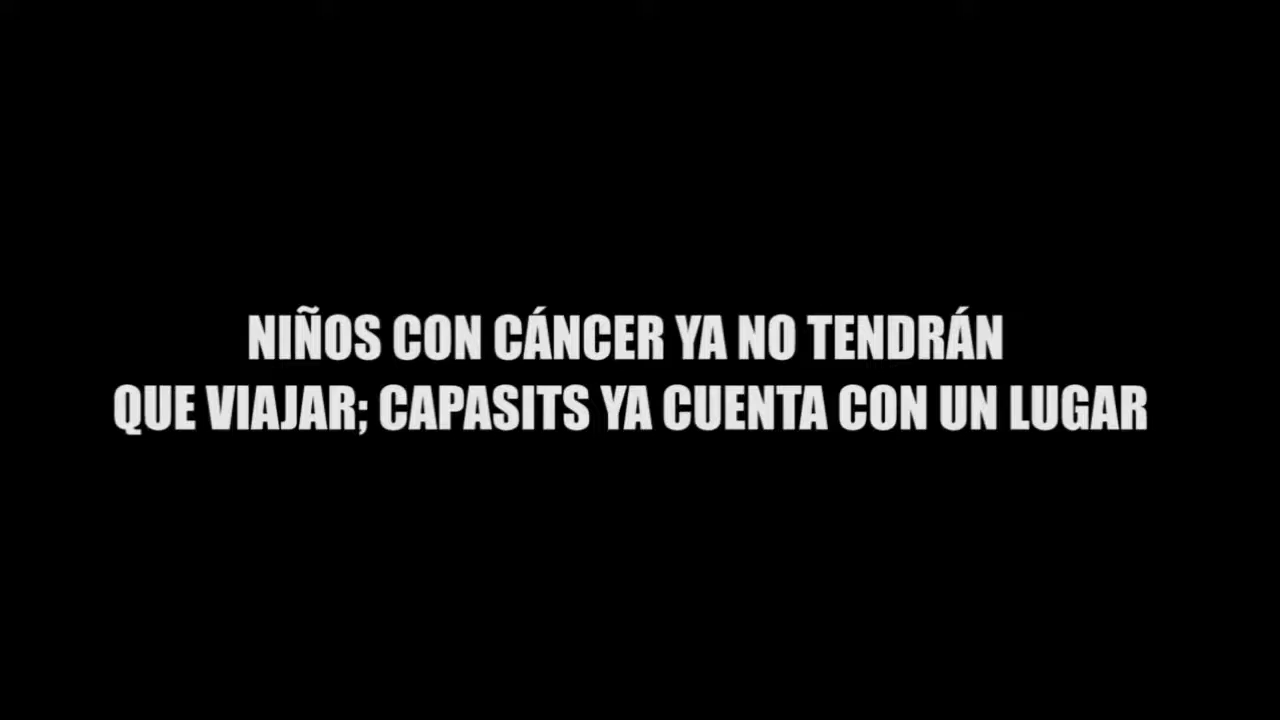 NIÑOS CON CÁNCER YA NO TENDRÁN
QUE VIAJAR; CAPASITS YA CUENTA CON UN LUGAR